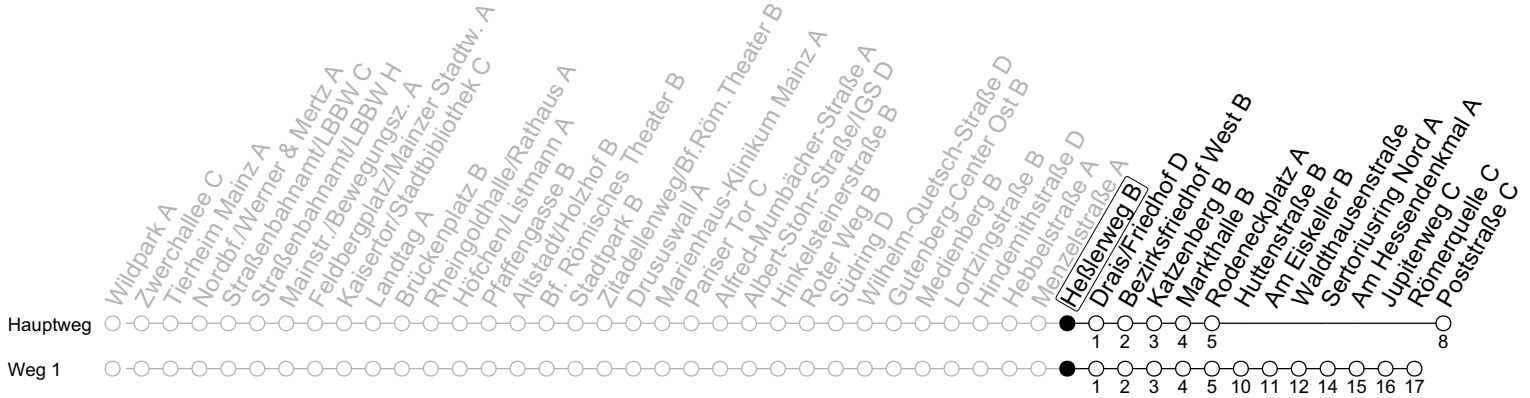 Wildpark A
Zwerchallee C
Tierheim Mainz A
Nordbf./Werner & Mertz A
Straßenbahnamt/LBBW C
Straßenbahnamt/LBBW H
Mainstr./Bewegungsz. A
Feldbergplatz/Mainzer Stadtw. A
Kaisertor/Stadtbibliothek C
Landtag A
Brückenplatz B
Rheingoldhalle/Rathaus A
Höfchen/Listmann A
Pfaffengasse B
Altstadt/Holzhof B
Bf. Römisches Theater B
Stadtpark B
Zitadellenweg/Bf.Röm. Theater B
Drususwall A
Marienhaus-Klinikum Mainz A
Pariser Tor C
Alfred-Mumbächer-Straße A
Albert-Stohr-Straße/IGS D
Hinkelsteinerstraße B
Roter Weg B
Südring D
Wilhelm-Quetsch-Straße D
Gutenberg-Center Ost B
Medienberg B
Lortzingstraße B
Hindemithstraße D
Hebbelstraße A
Menzelstraße A
Heßlerweg B
Drais/Friedhof D
Bezirksfriedhof West B
Katzenberg B
Markthalle B
Rodeneckplatz A
Huttenstraße B
Am Eiskeller B
Waldthausenstraße
Sertoriusring Nord A
Am Hessendenkmal A
Jupiterweg C
Römerquelle C
Poststraße C
Hauptweg
1 2 3 4 5 8
Weg 1
1 2 3 4 5 10 11 12 14 15 16 17